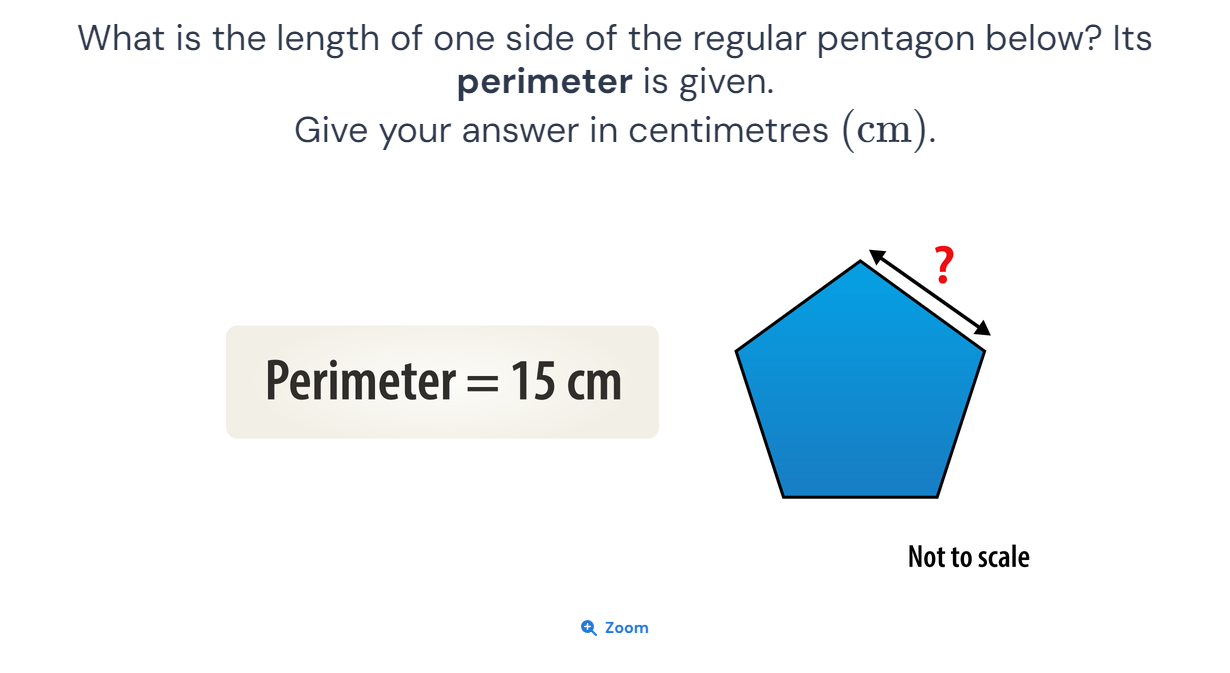 What is the length of one side of the regular pentagon below? Its
perimeter is given.
Give your answer in centimetres (cm).
?
Perimeter = 15 cm
Not to scale
Zoom